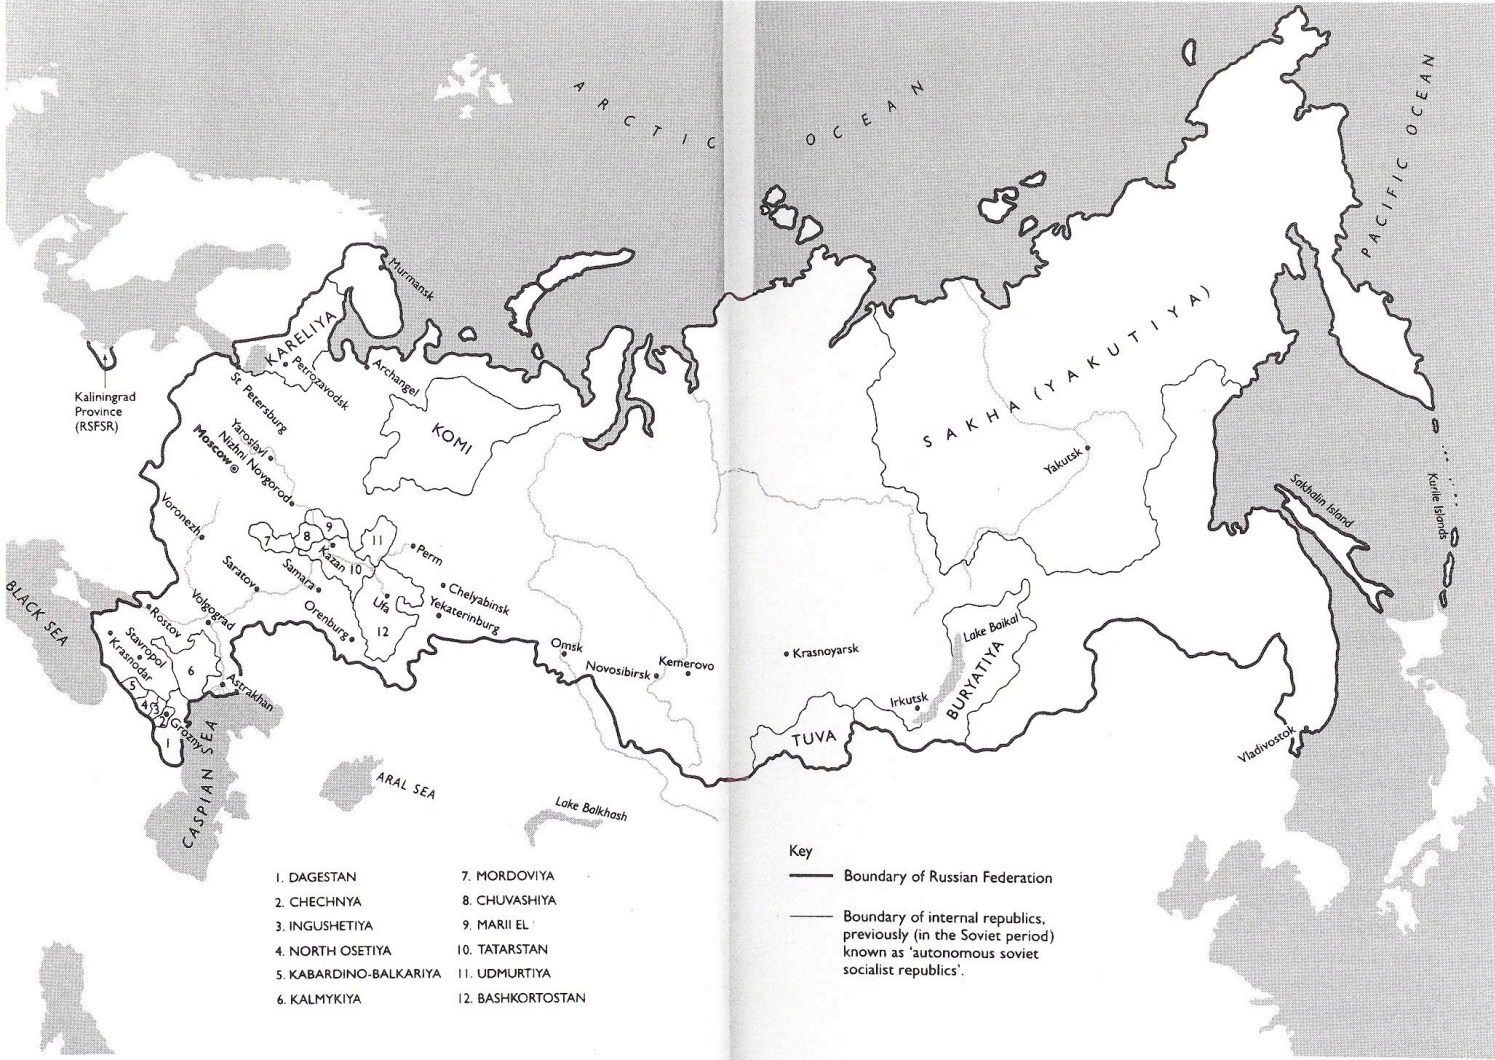 ARCTIC OCEAN
PACIFIC OCEAN
Murmansk
KARELIYA
Petrozavodsk
Archangel
Kaliningrad
Province
(RSFSR)
St. Petersburg
KOMI
Yaroslavl
Nizhni Novgorod
Moscow
SAKHA (YAKUTIYA)
Yakutsk
Sakhalin Island
Kurile Islands
Voronezh
7
8
9
Kazan
10
11
Perm
Saratov
Samara
Chelyabinsk
Yekaterinburg
Ufa
12
Orenburg
BLACK SEA
Rostov
Volgograd
Stavropol
Krasnodar
6
Astrakhan
5
4
3
2
Grozny
1
CASPIAN SEA
Omsk
Novosibirsk
Kemerovo
Krasnoyarsk
Lake Baikal
BURYATIYA
Irkutsk
TUVA
Vladivostok
ARAL SEA
Lake Balkhash
1. DAGESTAN
2. CHECHNYA
3. INGUSHETIYA
4. NORTH OSETIYA
5. KABARDINO-BALKARIYA
6. KALMYKIYA
7. MORDOVIYA
8. CHUVASHIYA
9. MARII EL
10. TATARSTAN
11. UDMURTIYA
12. BASHKORTOSTAN
Key
Boundary of Russian Federation
Boundary of internal republics,
previously (in the Soviet period)
known as 'autonomous soviet
socialist republics'.